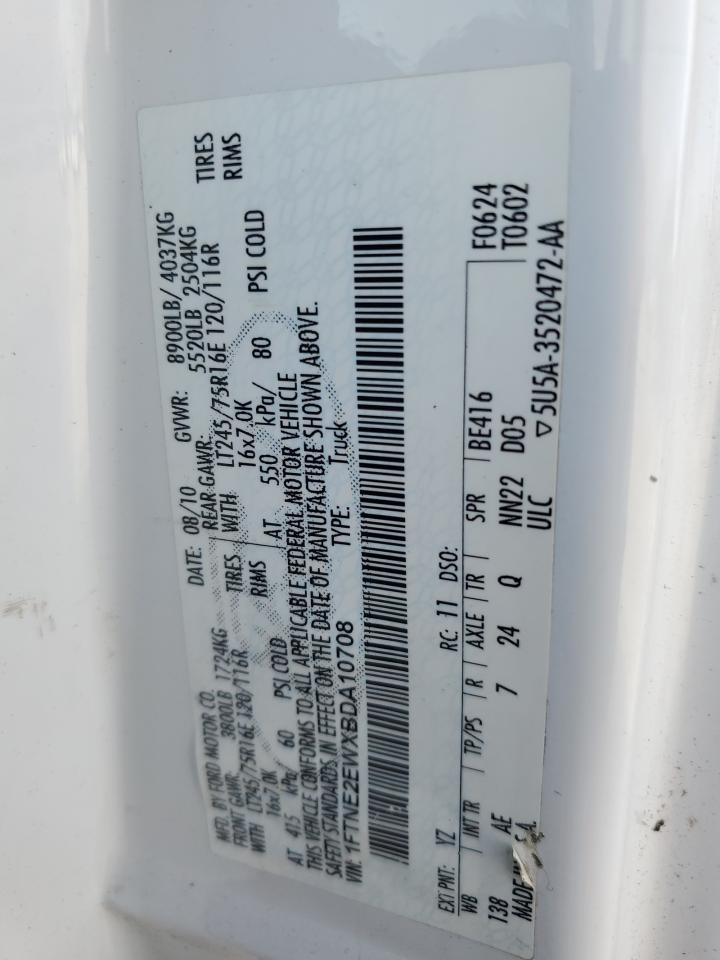 MFD. BY FORD MOTOR CO. DATE: 08/10 GVWR: 8900LB/ 4037KG
FRONT GAWR: 3800LB 1724KG REAR GAWR: 5520LB 2504KG
WITH LT245/75R16E 120/116R TIRES WITH LT245/75R16E 120/116R TIRES
16x7.0K RIMS 16x7.0K RIMS
AT 415 kPa/ 60 PSI COLD AT 550 kPa/ 80 PSI COLD
THIS VEHICLE CONFORMS TO ALL APPLICABLE FEDERAL MOTOR VEHICLE
SAFETY STANDARDS IN EFFECT ON THE DATE OF MANUFACTURE SHOWN ABOVE.
VIN: 1FTNE2EWXBDA10708 TYPE: Truck
EXT PNT: YZ RC: 11 DSO: F0624
WB INT TR TP/PS R AXLE TR SPR BE416 T0602
138 AE 7 24 Q NN22 D05
MADE U.S.A. ULC ▽5U5A-3520472-AA